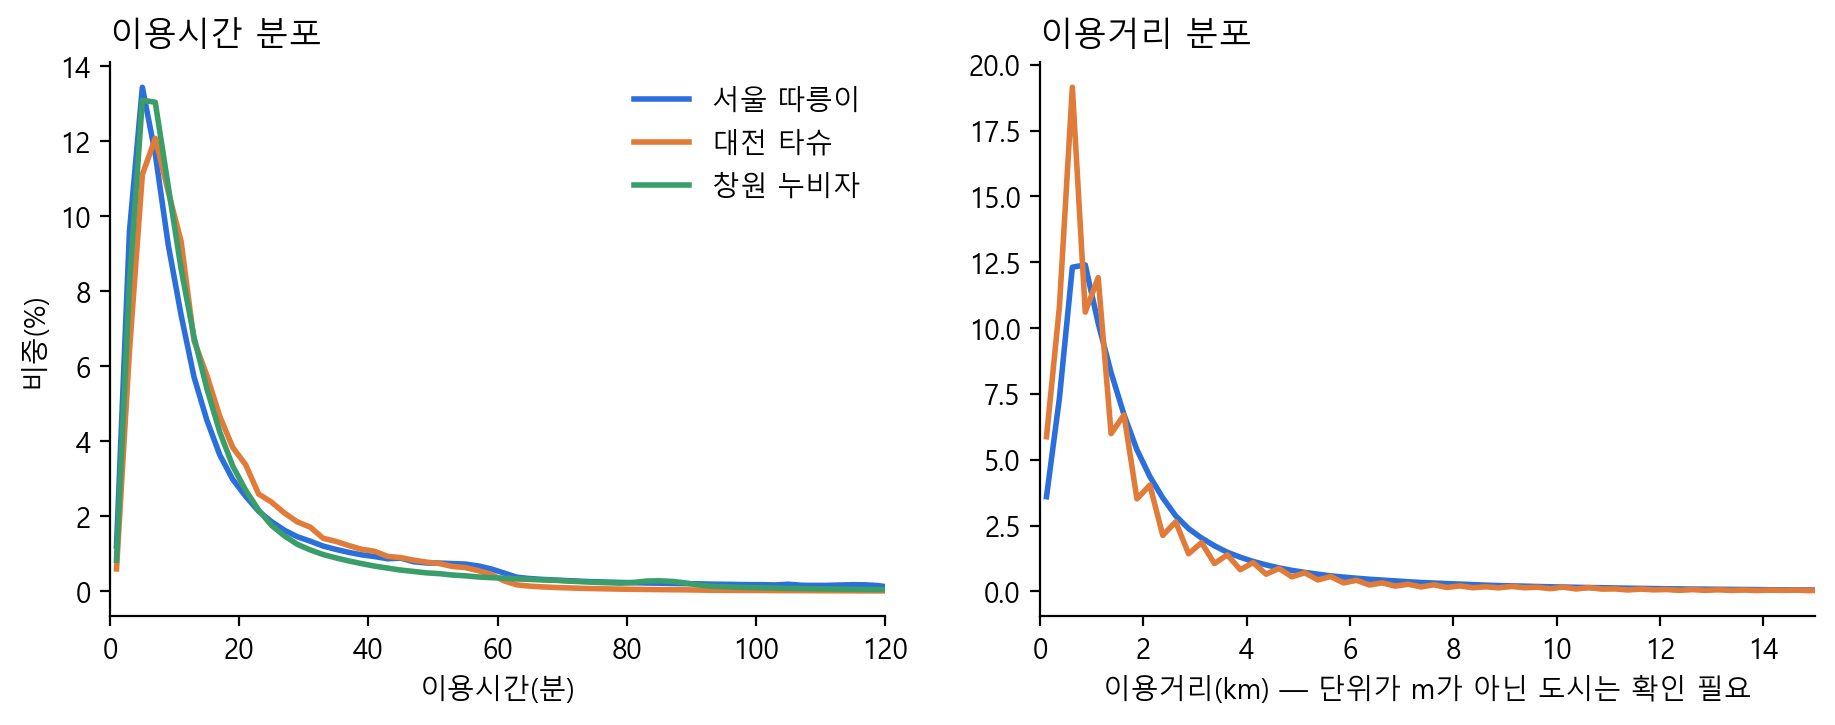 이용시간 분포
14
12
10
8
6
4
2
0
비중(%)
서울 따릉이
대전 타슈
창원 누비자
0 20 40 60 80 100 120
이용시간(분)
이용거리 분포
20.0
17.5
15.0
12.5
10.0
7.5
5.0
2.5
0.0
0 2 4 6 8 10 12 14
이용거리(km) — 단위가 m가 아닌 도시는 확인 필요